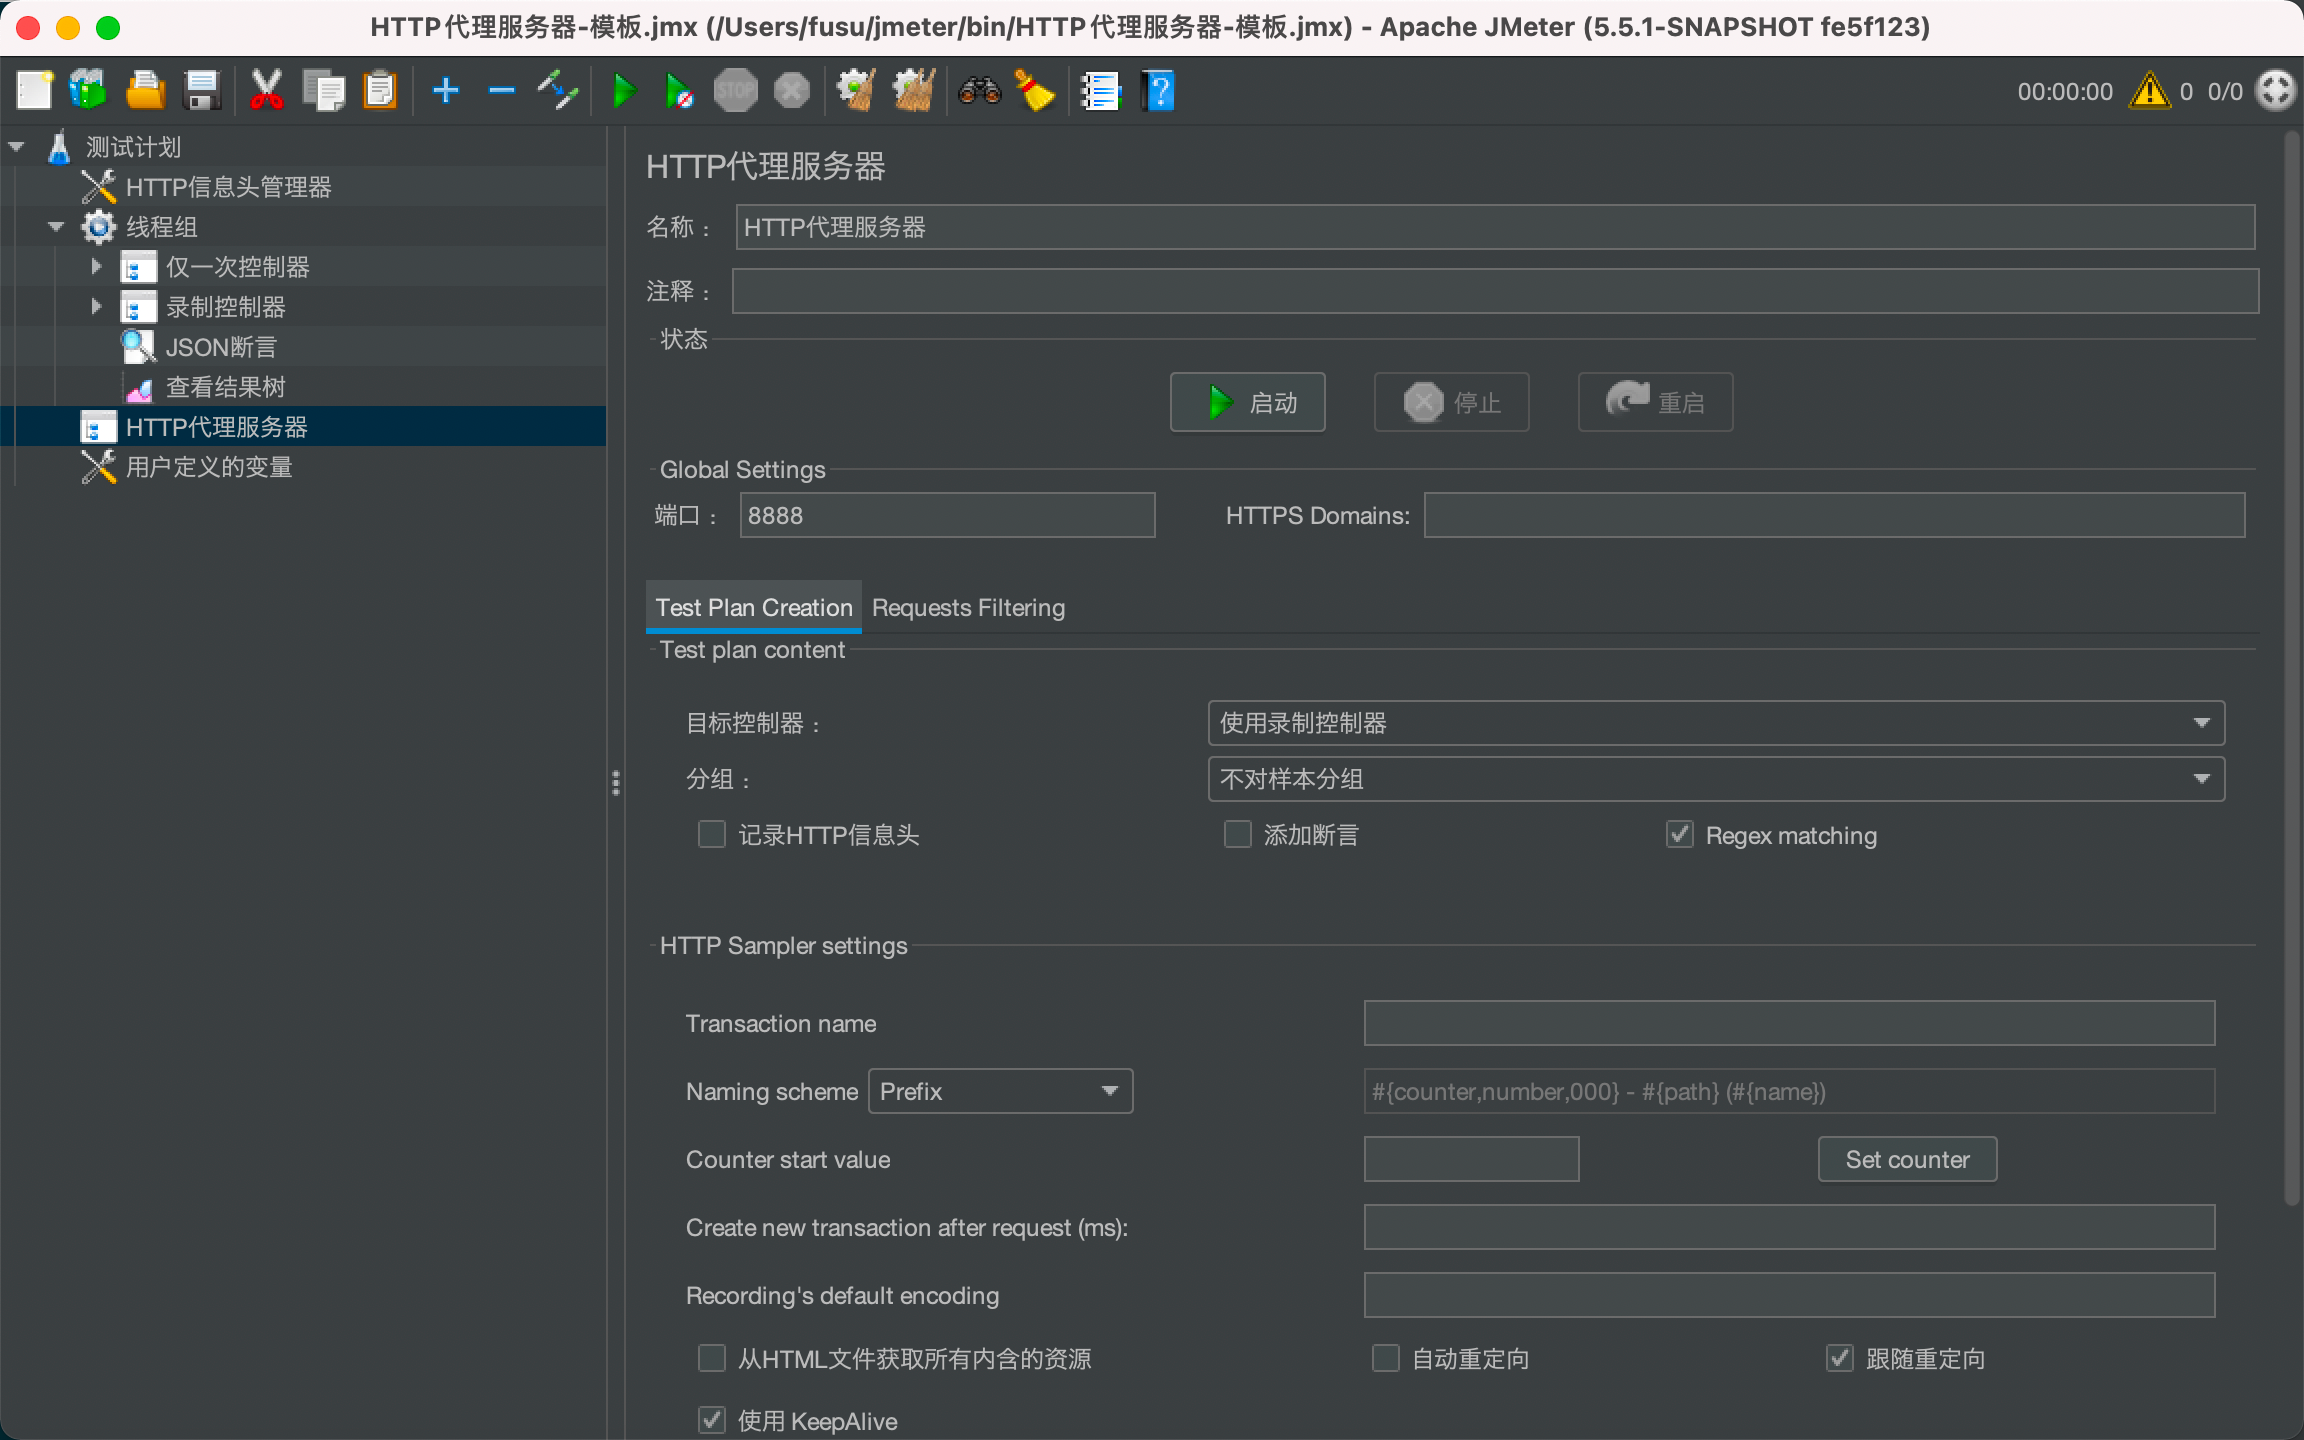 HTTP代理服务器-模板.jmx (/Users/fusu/jmeter/bin/HTTP代理服务器-模板.jmx) - Apache JMeter (5.5.1-SNAPSHOT fe5f123)
STOP
?
00:00:00
0
0/0
测试计划
HTTP信息头管理器
线程组
仅一次控制器
录制控制器
JSON断言
查看结果树
HTTP代理服务器
用户定义的变量
HTTP代理服务器
名称： HTTP代理服务器
注释：
状态
启动 停止 重启
Global Settings
端口： 8888 HTTPS Domains:
Test Plan Creation Requests Filtering
Test plan content
目标控制器： 使用录制控制器
分组： 不对样本分组
记录HTTP信息头 添加断言 Regex matching
HTTP Sampler settings
Transaction name
Naming scheme Prefix #{counter,number,000} - #{path} (#{name})
Counter start value Set counter
Create new transaction after request (ms):
Recording's default encoding
从HTML文件获取所有内含的资源 自动重定向 跟随重定向
使用 KeepAlive